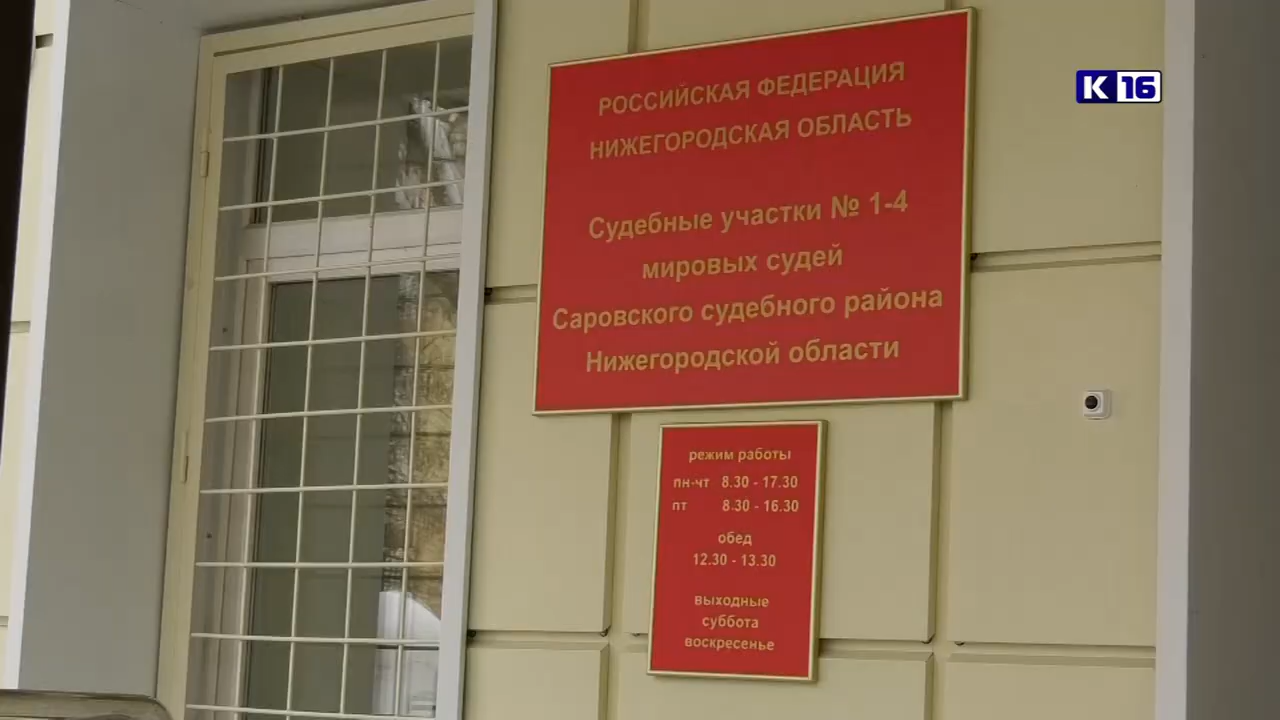 К 16
РОССИЙСКАЯ ФЕДЕРАЦИЯ
НИЖЕГОРОДСКАЯ ОБЛАСТЬ
Судебные участки № 1-4
мировых судей
Саровского судебного района
Нижегородской области
режим работы
пн-чт 8.30 - 17.30
пт 8.30 - 16.30
обед
12.30 - 13.30
выходные
суббота
воскресенье